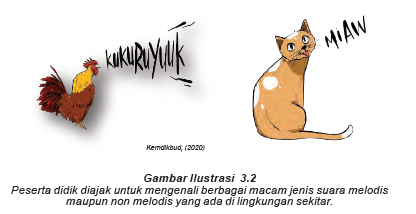 KUKURUYUUK
MIAW
Kemdikbud, (2020)
Gambar Ilustrasi 3.2
Peserta didik diajak untuk mengenali berbagai macam jenis suara melodis
maupun non melodis yang ada di lingkungan sekitar.